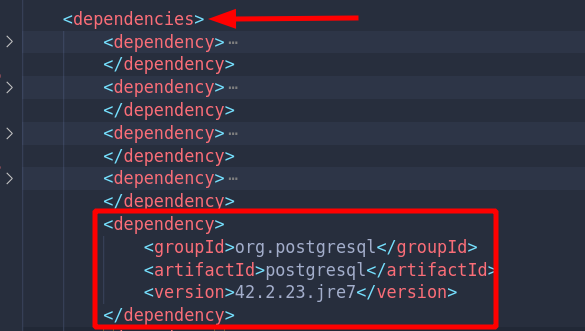 <dependencies>
<dependency>…
</dependency>
<dependency>…
</dependency>
<dependency>…
</dependency>
<dependency>…
</dependency>
<dependency>
<groupId>org.postgresql</groupId>
<artifactId>postgresql</artifactId>
<version>42.2.23.jre7</version>
</dependency>